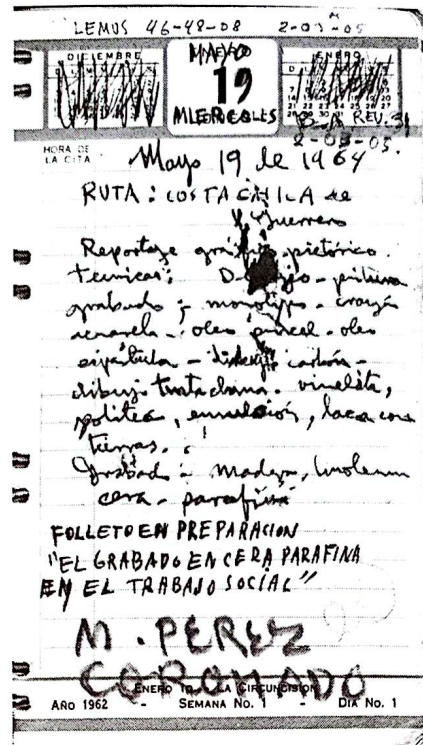 LEMUS 46-48-08 2-03-05
DICIEMBRE MAYO ENERO
19
MIERCOLES
REV. 31
2-03-05.
HORA DE
LA CITA
Mayo 19 de 1964
RUTA: COSTA CHICA de
Guerrero
Reportaje gráfico pictórico.
Tecnicas: pintura
grabado; monotipo - crayón
acuarela - oleo pincel - oleo
espátula - dibujo carbón -
dibujo tinta china. vinelita,
politec, emulsión, laca con
tierras.
Grabado: madera, linoleum
cera - parafina
FOLLETO EN PREPARACION
"EL GRABADO EN CERA PARAFINA
EN EL TRABAJO SOCIAL"
M. PEREZ
CORONADO
ENERO 1o. - LA CIRCUNCISION
AÑO 1962 - SEMANA No. 1 - DIA No. 1